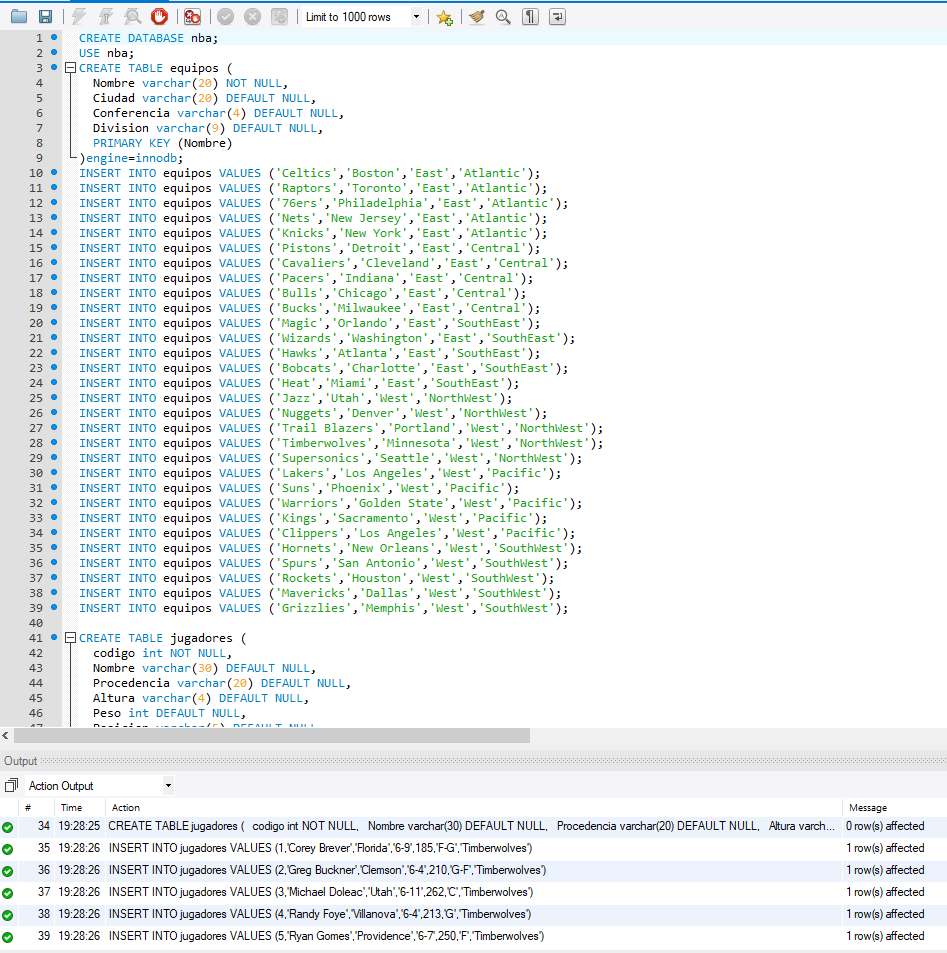 Limit to 1000 rows
1 CREATE DATABASE nba;
2 USE nba;
3 CREATE TABLE equipos (
4 Nombre varchar(20) NOT NULL,
5 Ciudad varchar(20) DEFAULT NULL,
6 Conferencia varchar(4) DEFAULT NULL,
7 Division varchar(9) DEFAULT NULL,
8 PRIMARY KEY (Nombre)
9 )engine=innodb;
10 INSERT INTO equipos VALUES ('Celtics','Boston','East','Atlantic');
11 INSERT INTO equipos VALUES ('Raptors','Toronto','East','Atlantic');
12 INSERT INTO equipos VALUES ('76ers','Philadelphia','East','Atlantic');
13 INSERT INTO equipos VALUES ('Nets','New Jersey','East','Atlantic');
14 INSERT INTO equipos VALUES ('Knicks','New York','East','Atlantic');
15 INSERT INTO equipos VALUES ('Pistons','Detroit','East','Central');
16 INSERT INTO equipos VALUES ('Cavaliers','Cleveland','East','Central');
17 INSERT INTO equipos VALUES ('Pacers','Indiana','East','Central');
18 INSERT INTO equipos VALUES ('Bulls','Chicago','East','Central');
19 INSERT INTO equipos VALUES ('Bucks','Milwaukee','East','Central');
20 INSERT INTO equipos VALUES ('Magic','Orlando','East','SouthEast');
21 INSERT INTO equipos VALUES ('Wizards','Washington','East','SouthEast');
22 INSERT INTO equipos VALUES ('Hawks','Atlanta','East','SouthEast');
23 INSERT INTO equipos VALUES ('Bobcats','Charlotte','East','SouthEast');
24 INSERT INTO equipos VALUES ('Heat','Miami','East','SouthEast');
25 INSERT INTO equipos VALUES ('Jazz','Utah','West','NorthWest');
26 INSERT INTO equipos VALUES ('Nuggets','Denver','West','NorthWest');
27 INSERT INTO equipos VALUES ('Trail Blazers','Portland','West','NorthWest');
28 INSERT INTO equipos VALUES ('Timberwolves','Minnesota','West','NorthWest');
29 INSERT INTO equipos VALUES ('Supersonics','Seattle','West','NorthWest');
30 INSERT INTO equipos VALUES ('Lakers','Los Angeles','West','Pacific');
31 INSERT INTO equipos VALUES ('Suns','Phoenix','West','Pacific');
32 INSERT INTO equipos VALUES ('Warriors','Golden State','West','Pacific');
33 INSERT INTO equipos VALUES ('Kings','Sacramento','West','Pacific');
34 INSERT INTO equipos VALUES ('Clippers','Los Angeles','West','Pacific');
35 INSERT INTO equipos VALUES ('Hornets','New Orleans','West','SouthWest');
36 INSERT INTO equipos VALUES ('Spurs','San Antonio','West','SouthWest');
37 INSERT INTO equipos VALUES ('Rockets','Houston','West','SouthWest');
38 INSERT INTO equipos VALUES ('Mavericks','Dallas','West','SouthWest');
39 INSERT INTO equipos VALUES ('Grizzlies','Memphis','West','SouthWest');
40
41 CREATE TABLE jugadores (
42 codigo int NOT NULL,
43 Nombre varchar(30) DEFAULT NULL,
44 Procedencia varchar(20) DEFAULT NULL,
45 Altura varchar(4) DEFAULT NULL,
46 Peso int DEFAULT NULL,
47 Posicion varchar(5) DEFAULT NULL,
Output
Action Output
# Time Action Message
34 19:28:25 CREATE TABLE jugadores ( codigo int NOT NULL, Nombre varchar(30) DEFAULT NULL, Procedencia varchar(20) DEFAULT NULL, Altura varch... 0 row(s) affected
35 19:28:26 INSERT INTO jugadores VALUES (1,'Corey Brever','Florida','6-9',185,'F-G','Timberwolves') 1 row(s) affected
36 19:28:26 INSERT INTO jugadores VALUES (2,'Greg Buckner','Clemson','6-4',210,'G-F','Timberwolves') 1 row(s) affected
37 19:28:26 INSERT INTO jugadores VALUES (3,'Michael Doleac','Utah','6-11',262,'C','Timberwolves') 1 row(s) affected
38 19:28:26 INSERT INTO jugadores VALUES (4,'Randy Foye','Villanova','6-4',213,'G','Timberwolves') 1 row(s) affected
39 19:28:26 INSERT INTO jugadores VALUES (5,'Ryan Gomes','Providence','6-7',250,'F','Timberwolves') 1 row(s) affected